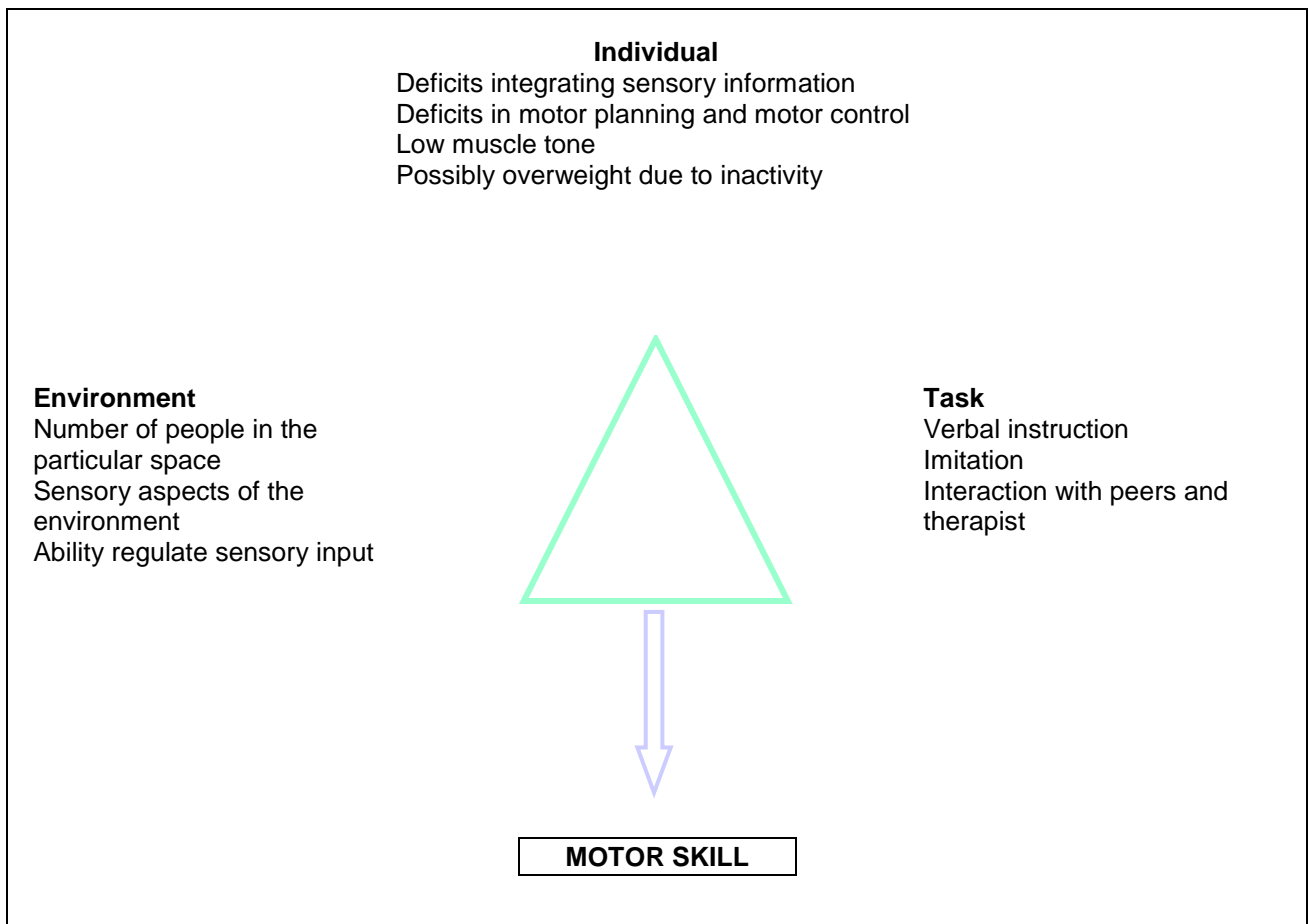 Individual
Deficits integrating sensory information
Deficits in motor planning and motor control
Low muscle tone
Possibly overweight due to inactivity
Environment
Number of people in the
particular space
Sensory aspects of the
environment
Ability regulate sensory input
Task
Verbal instruction
Imitation
Interaction with peers and
therapist
MOTOR SKILL